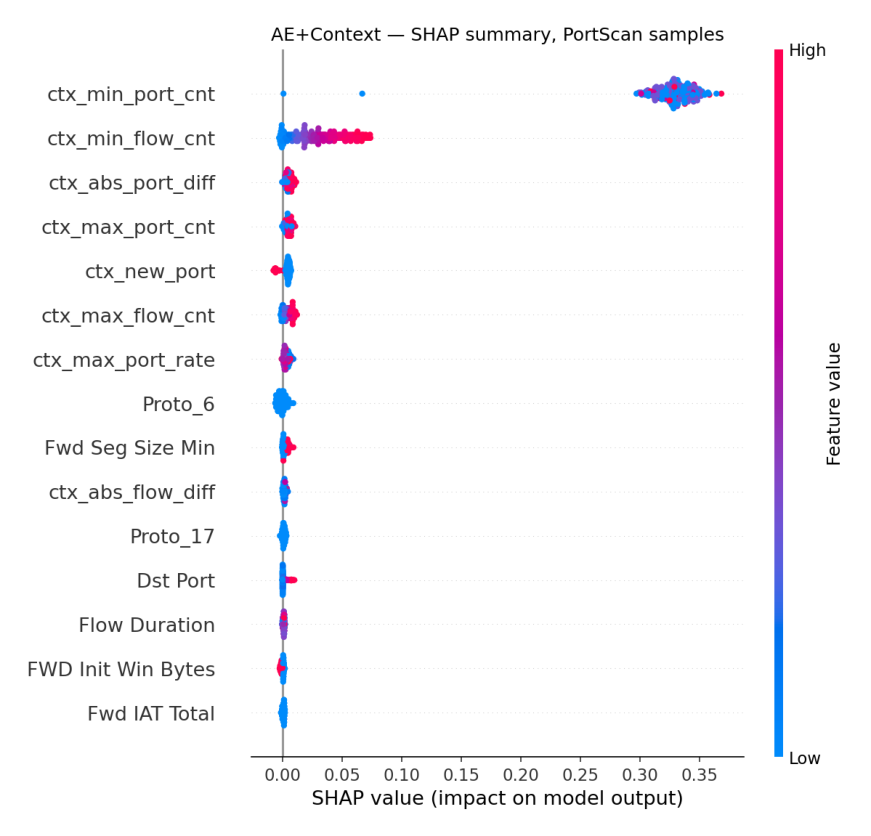 AE+Context — SHAP summary, PortScan samples
High
ctx_min_port_cnt
ctx_min_flow_cnt
ctx_abs_port_diff
ctx_max_port_cnt
ctx_new_port
ctx_max_flow_cnt
ctx_max_port_rate
Proto_6
Fwd Seg Size Min
ctx_abs_flow_diff
Proto_17
Dst Port
Flow Duration
FWD Init Win Bytes
Fwd IAT Total
Feature value
Low
0.00 0.05 0.10 0.15 0.20 0.25 0.30 0.35
SHAP value (impact on model output)